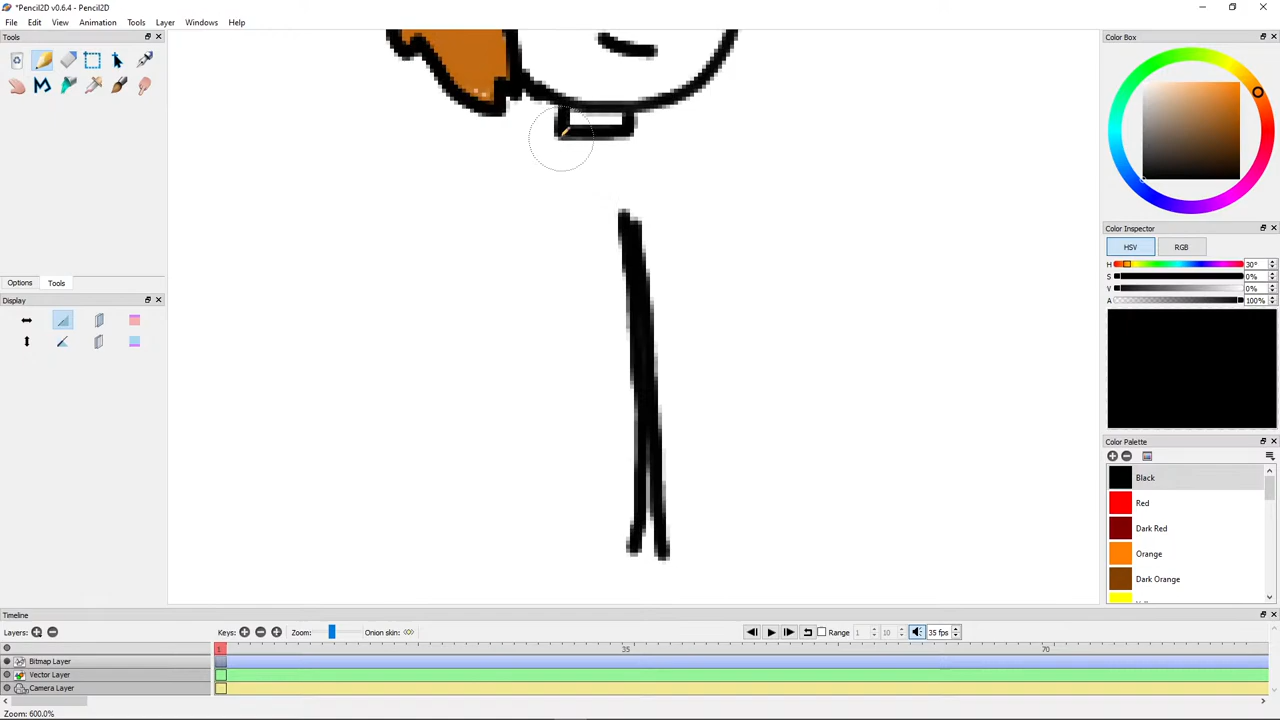 *Pencil2D v0.6.4 - Pencil2D
File Edit View Animation Tools Layer Windows Help
Tools
Options Tools
Display
Color Box
Color Inspector
HSV RGB
H 30°
S 0%
V 0%
A 100%
Color Palette
Black
Red
Dark Red
Orange
Dark Orange
Timeline
Layers: Keys: Zoom: Onion skin: Range 1 10 35 fps
1 35 70
Bitmap Layer
Vector Layer
Camera Layer
Zoom: 600.0%